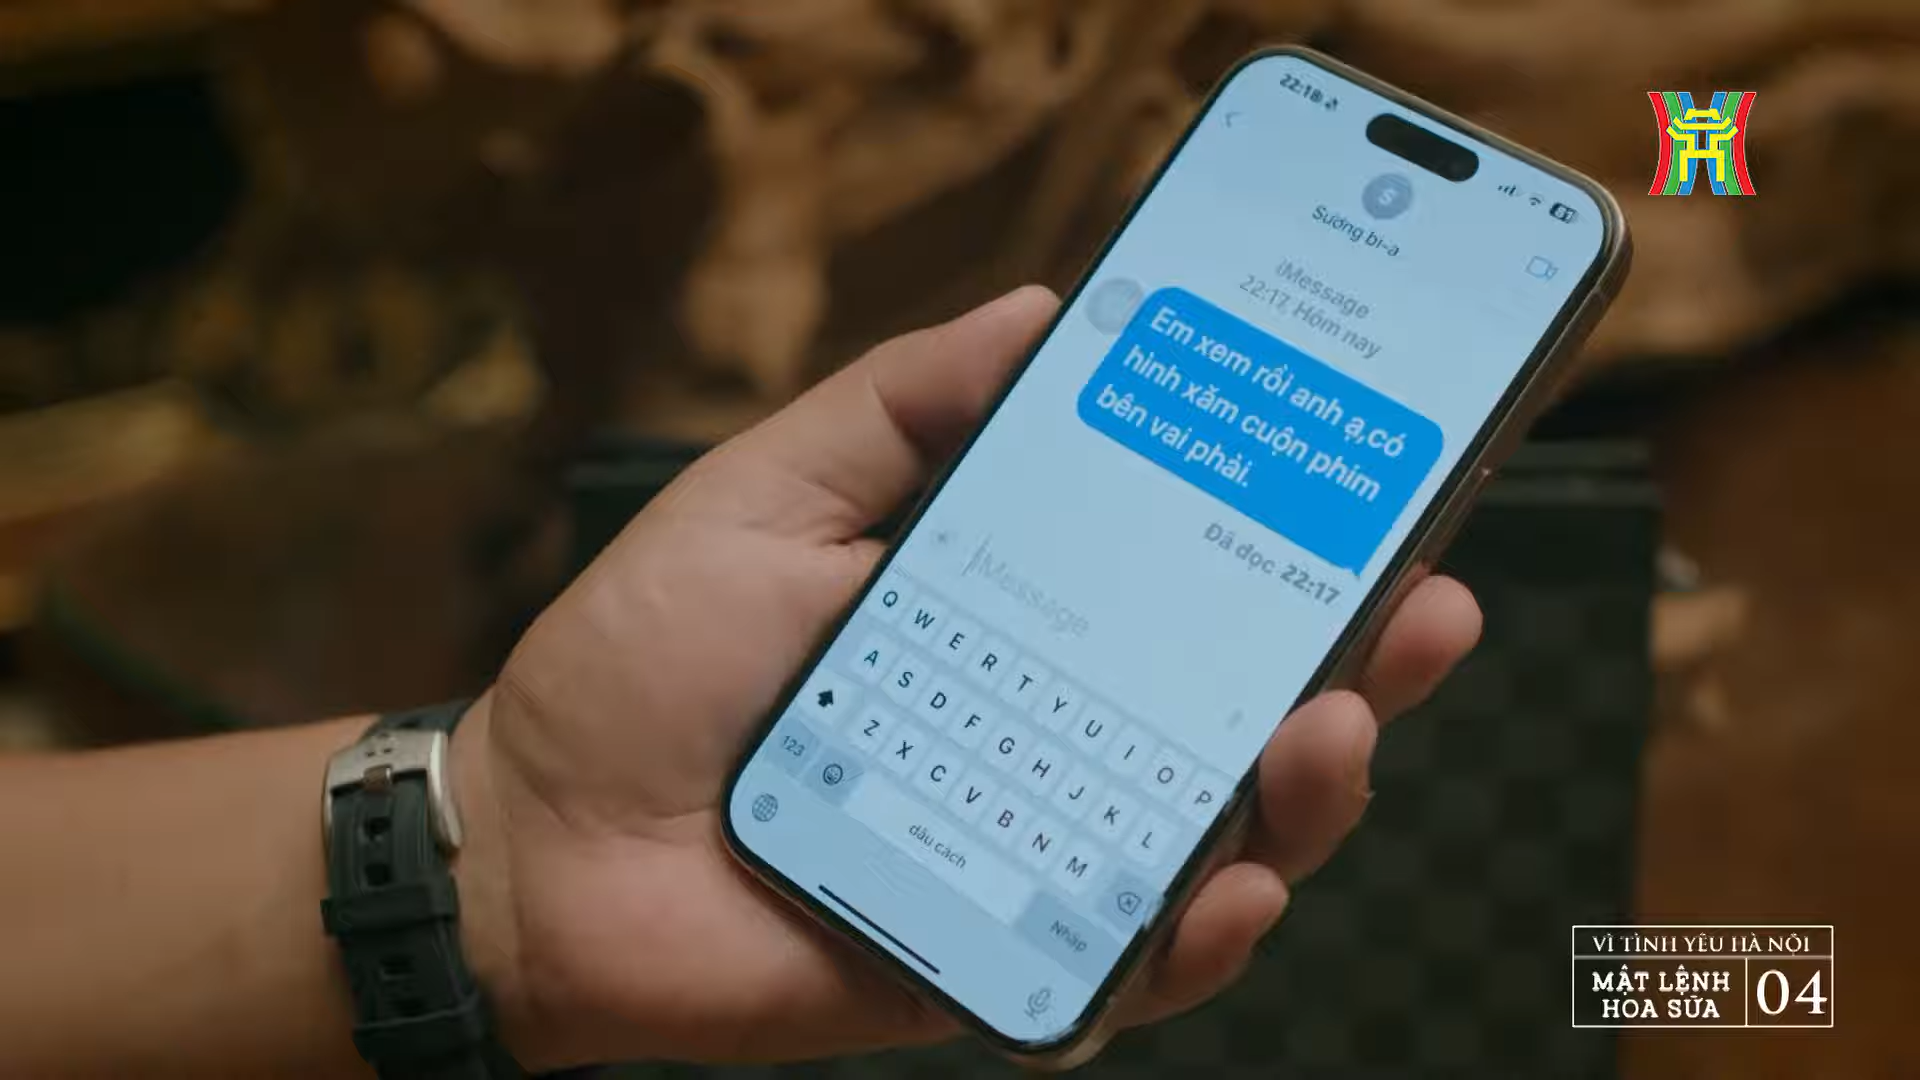 22:18
61
S
Sương bi-a
iMessage
22:17, Hôm nay
Em xem rồi anh ạ,có
hình xăm cuộn phim
bên vai phải.
Đã đọc 22:17
iMessage
Q W E R T Y U I O P
A S D F G H J K L
Z X C V B N M
123
dấu cách
Nhập
VÌ TÌNH YÊU HÀ NỘI
MẬT LỆNH
HOA SỮA
04